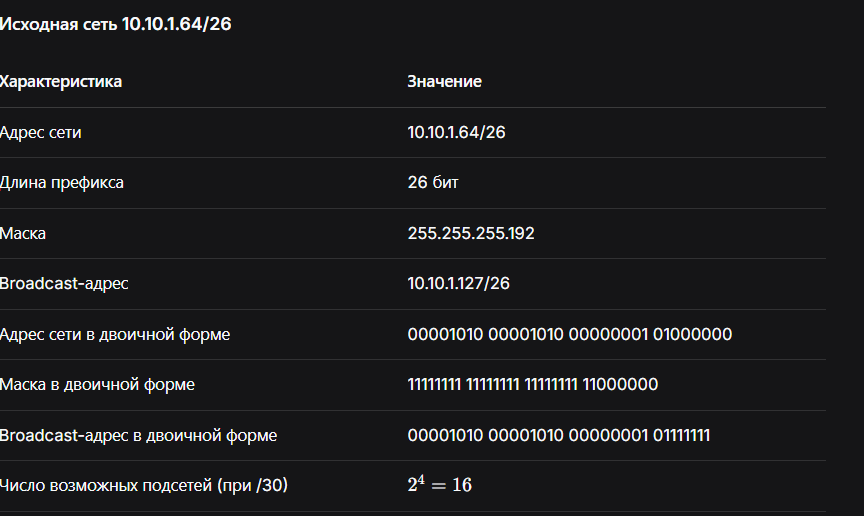 Исходная сеть 10.10.1.64/26
Характеристика Значение
Адрес сети 10.10.1.64/26
Длина префикса 26 бит
Маска 255.255.255.192
Broadcast-адрес 10.10.1.127/26
Адрес сети в двоичной форме 00001010 00001010 00000001 01000000
Маска в двоичной форме 11111111 11111111 11111111 11000000
Broadcast-адрес в двоичной форме 00001010 00001010 00000001 01111111
Число возможных подсетей (при /30) 2⁴ = 16